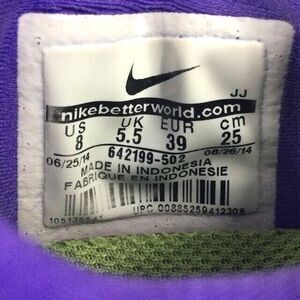 JJ
nikebetterworld.com
US UK EUR cm
8 5.5 39 25
06/25/14 642199-502 08/26/14
MADE IN INDONESIA
FABRIQUE EN INDONESIE
UPC 00885259412305